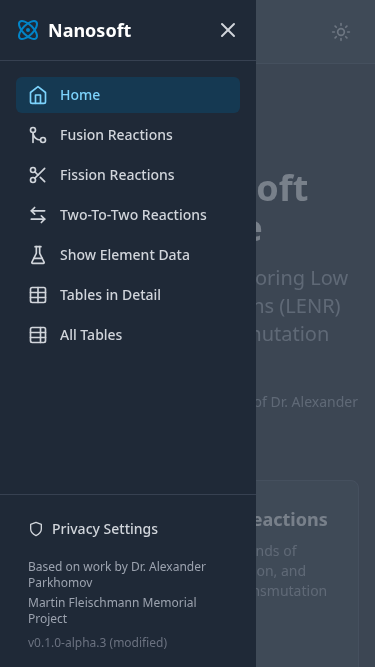 Nanosoft
Home
Fusion Reactions
Fission Reactions
Two-To-Two Reactions
Show Element Data
Tables in Detail
All Tables
Privacy Settings
Based on work by Dr. Alexander
Parkhomov
Martin Fleischmann Memorial
Project
v0.1.0-alpha.3 (modified)
oft
e
oring Low
ns (LENR)
mutation
of Dr. Alexander
eactions
nds of
on, and
nsmutation